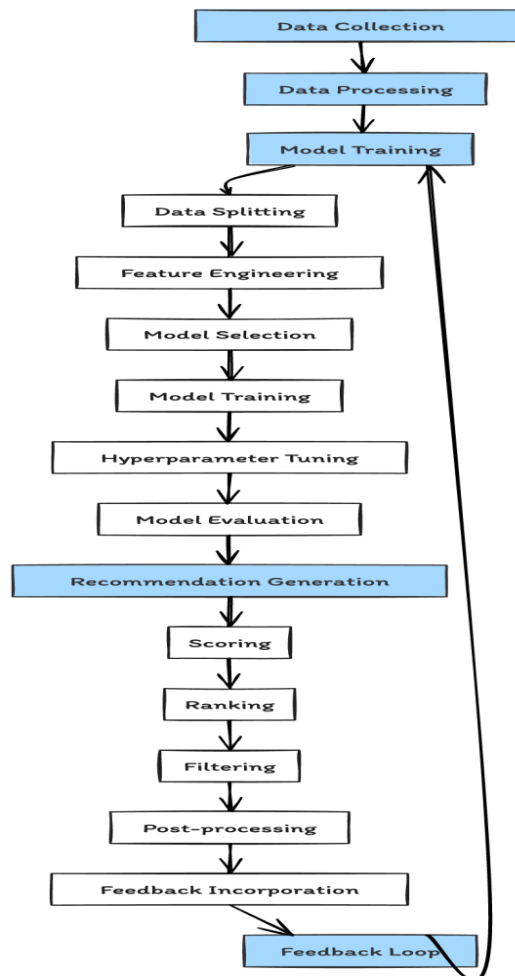 Data Collection
Data Processing
Model Training
Data Splitting
Feature Engineering
Model Selection
Model Training
Hyperparameter Tuning
Model Evaluation
Recommendation Generation
Scoring
Ranking
Filtering
Post-processing
Feedback Incorporation
Feedback Loop